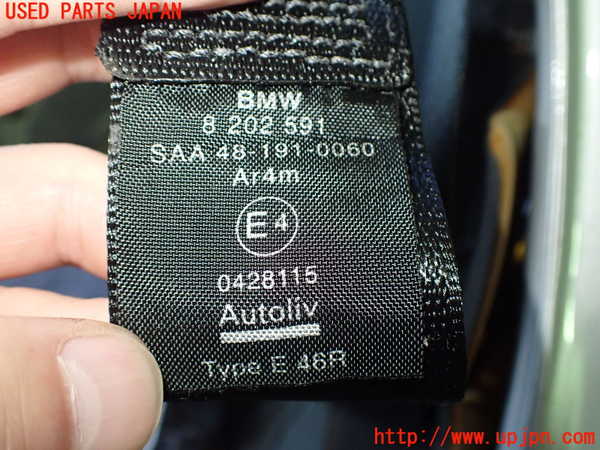 USED PARTS JAPAN
BMW
8 202 591
SAA 48-191-0060
Ar4m
E4
0428115
Autoliv
Type E 46R
http://www.upjpn.com